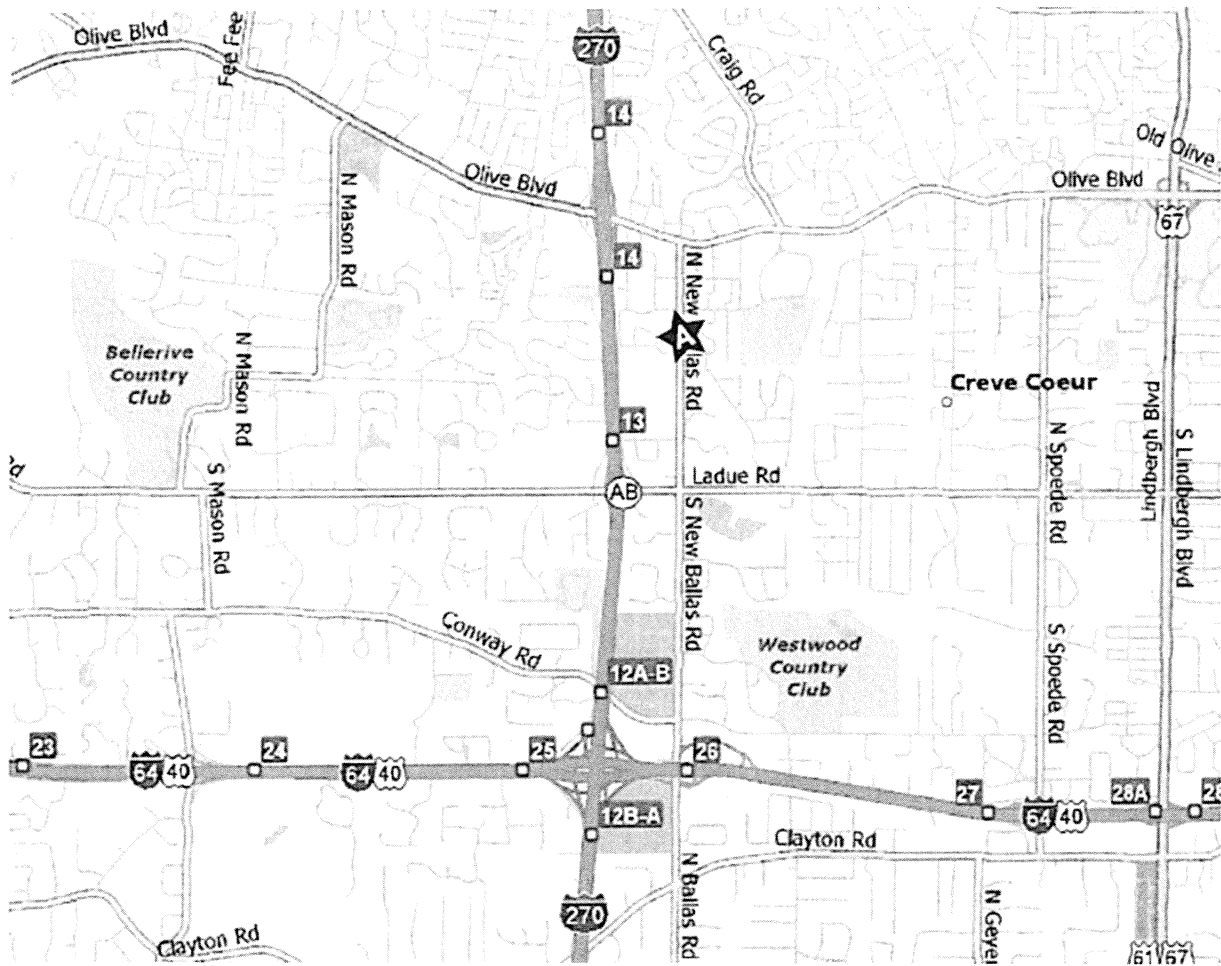 Olive Blvd
Fee Fee
270
Craig Rd
14
Old Olive
Olive Blvd
Olive Blvd
67
N Mason Rd
14
N New
las Rd
A
Bellerive
Country
Club
N Mason Rd
Creve Coeur
Lindbergh Blvd
13
Rd
S Mason Rd
AB
Ladue Rd
N Spoede Rd
S Lindbergh Blvd
S New Ballas Rd
Conway Rd
12A-B
Westwood
Country
Club
S Spoede Rd
23
64
40
24
64
40
25
26
27
64
40
28A
28
12B-A
Clayton Rd
N Ballas Rd
N Geyer
270
Clayton Rd
61
67